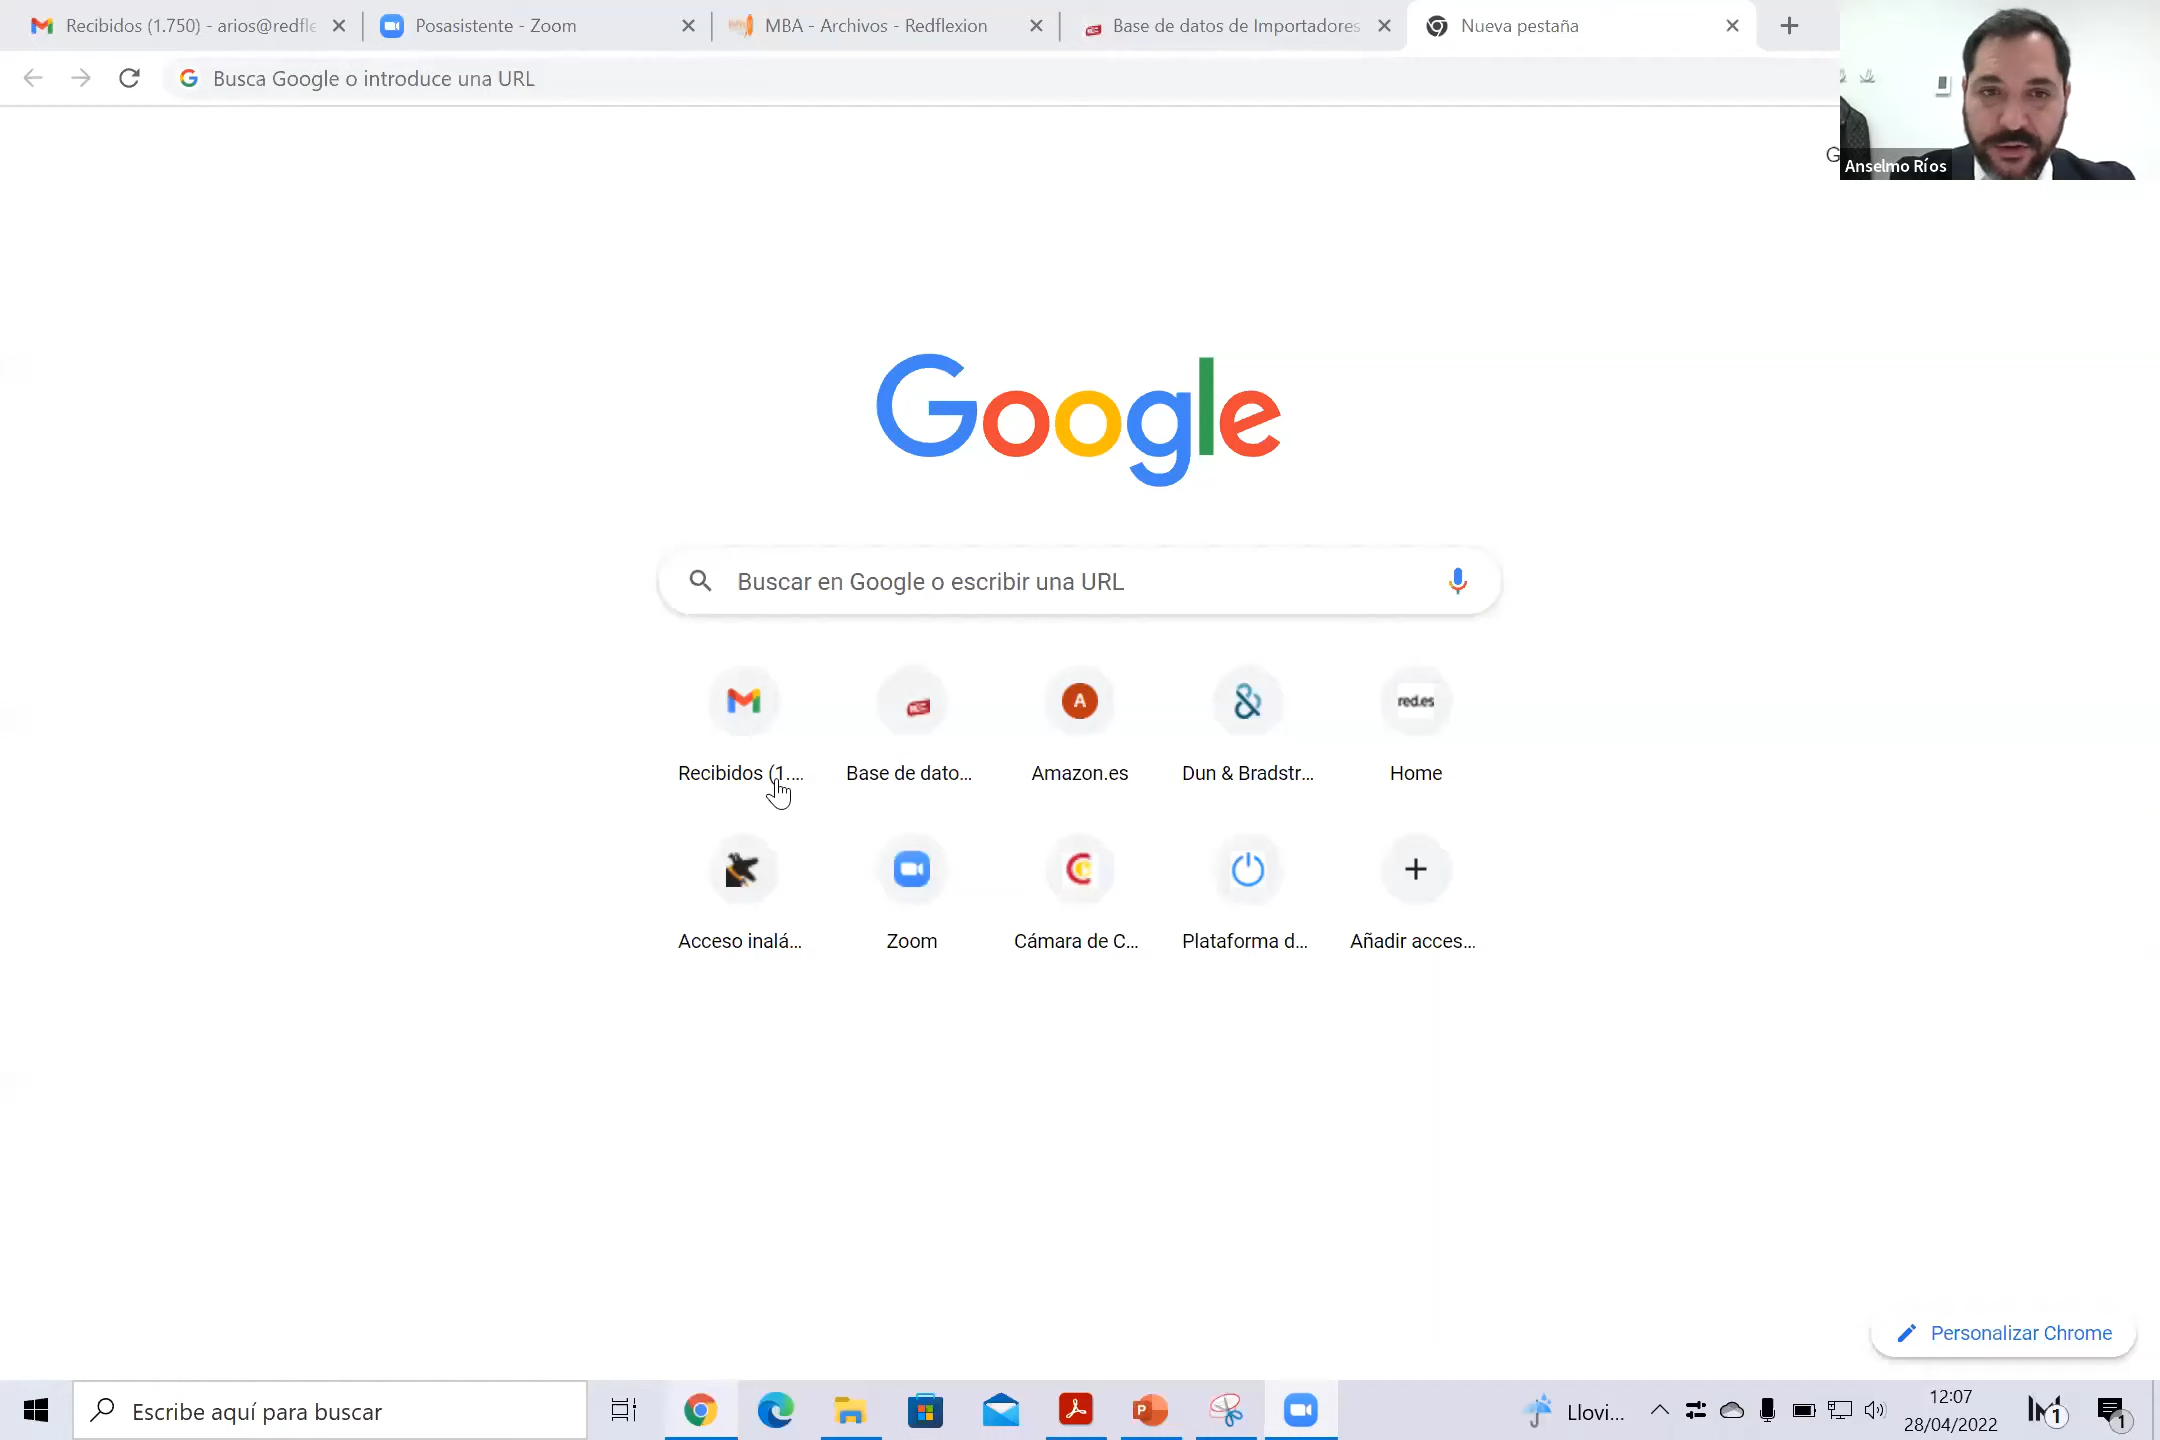 Recibidos (1.750) - arios@redfle
Posasistente - Zoom
MBA - Archivos - Redflexion
Base de datos de Importadores
Nueva pestaña
Busca Google o introduce una URL
G
Anselmo Ríos
Google
Buscar en Google o escribir una URL
A
red.es
Recibidos (1....
Base de dato...
Amazon.es
Dun & Bradstr...
Home
Acceso inalá...
Zoom
Cámara de C...
Plataforma d...
Añadir acces...
Personalizar Chrome
Escribe aquí para buscar
Llovi...
12:07
28/04/2022
1
1